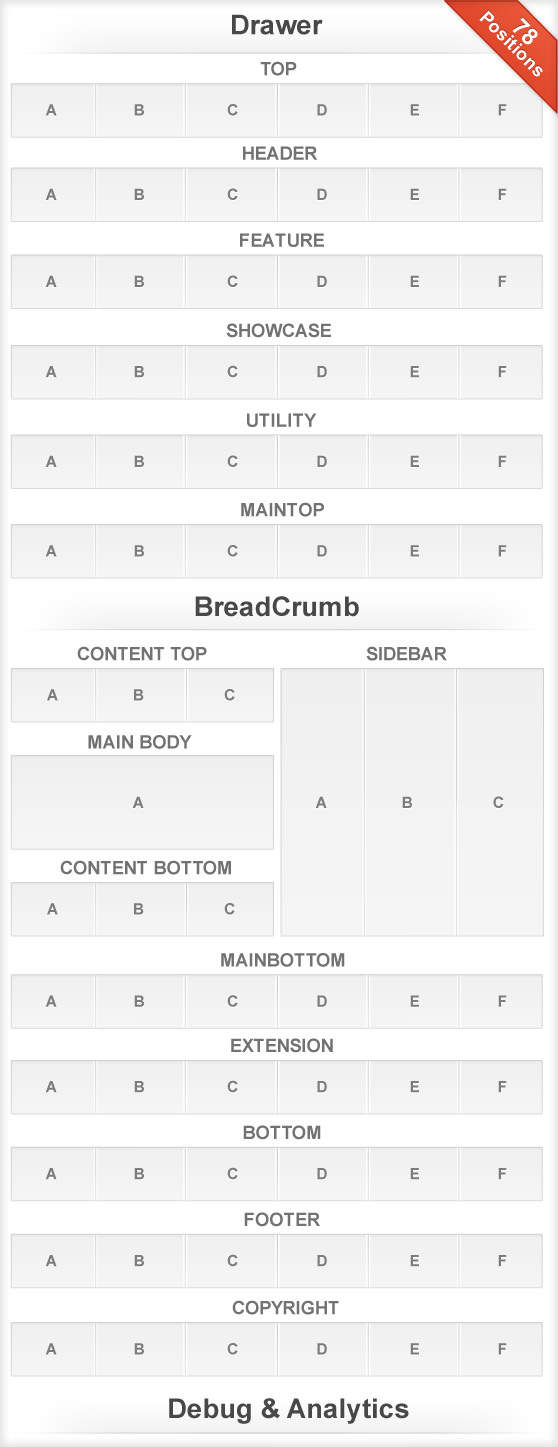 Drawer
78
Positions
TOP
A B C D E F
HEADER
A B C D E F
FEATURE
A B C D E F
SHOWCASE
A B C D E F
UTILITY
A B C D E F
MAINTOP
A B C D E F
BreadCrumb
CONTENT TOP
A B C
MAIN BODY
A
CONTENT BOTTOM
A B C
SIDEBAR
A B C
MAINBOTTOM
A B C D E F
EXTENSION
A B C D E F
BOTTOM
A B C D E F
FOOTER
A B C D E F
COPYRIGHT
A B C D E F
Debug & Analytics